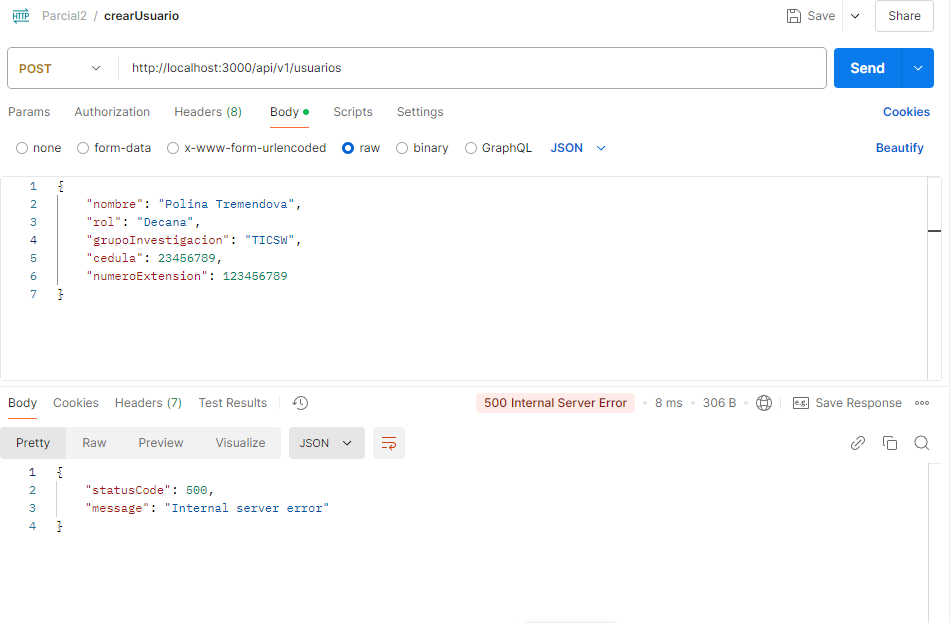 HTTP Parcial2 / crearUsuario Save Share
POST http://localhost:3000/api/v1/usuarios Send
Params Authorization Headers (8) Body Scripts Settings Cookies
none form-data x-www-form-urlencoded raw binary GraphQL JSON Beautify
1 {
2 "nombre": "Polina Tremendova",
3 "rol": "Decana",
4 "grupoInvestigacion": "TICSW",
5 "cedula": 23456789,
6 "numeroExtension": 123456789
7 }
Body Cookies Headers (7) Test Results 500 Internal Server Error 8 ms 306 B e.g. Save Response
Pretty Raw Preview Visualize JSON
1 {
2 "statusCode": 500,
3 "message": "Internal server error"
4 }